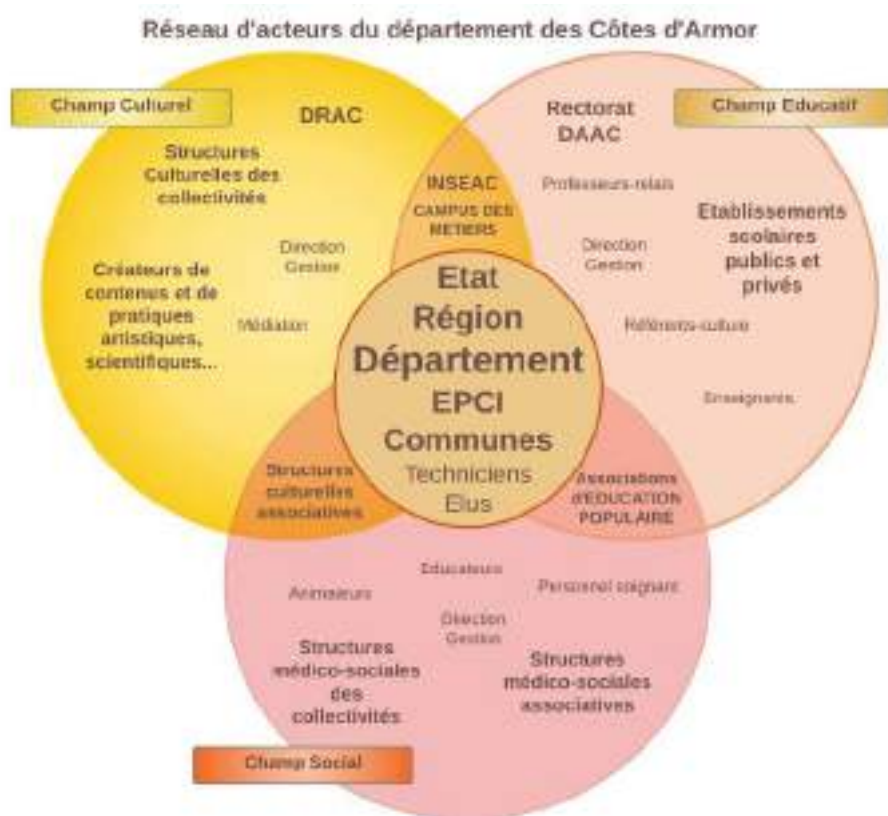 Réseau d'acteurs du département des Côtes d'Armor
Champ Culturel
DRAC
Structures
Culturelles des
collectivités
Direction
Gestion
Créateurs de
contenus et de
pratiques
artistiques,
scientifiques...
Médiation
INSEAC
CAMPUS DES
METIERS
Champ Educatif
Rectorat
DAAC
Professeurs-relais
Etablissements
scolaires
publics et
privés
Direction
Gestion
Référents-culture
Enseignants
Etat
Région
Département
EPCI
Communes
Techniciens
Elus
Structures
culturelles
associatives
Associations
d'EDUCATION
POPULAIRE
Educateurs
Animateurs
Personnel soignant
Direction
Gestion
Structures
médico-sociales
des
collectivités
Structures
médico-sociales
associatives
Champ Social